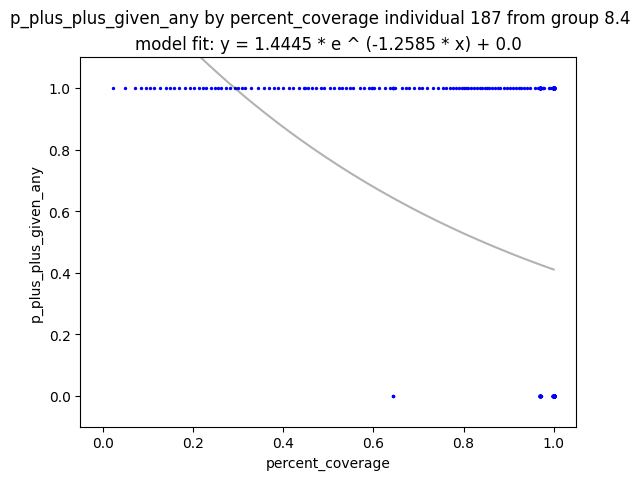 p_plus_plus_given_any by percent_coverage individual 187 from group 8.4
model fit: y = 1.4445 * e ^ (-1.2585 * x) + 0.0
1.0
0.8
0.6
0.4
0.2
0.0
p_plus_plus_given_any
0.0 0.2 0.4 0.6 0.8 1.0
percent_coverage